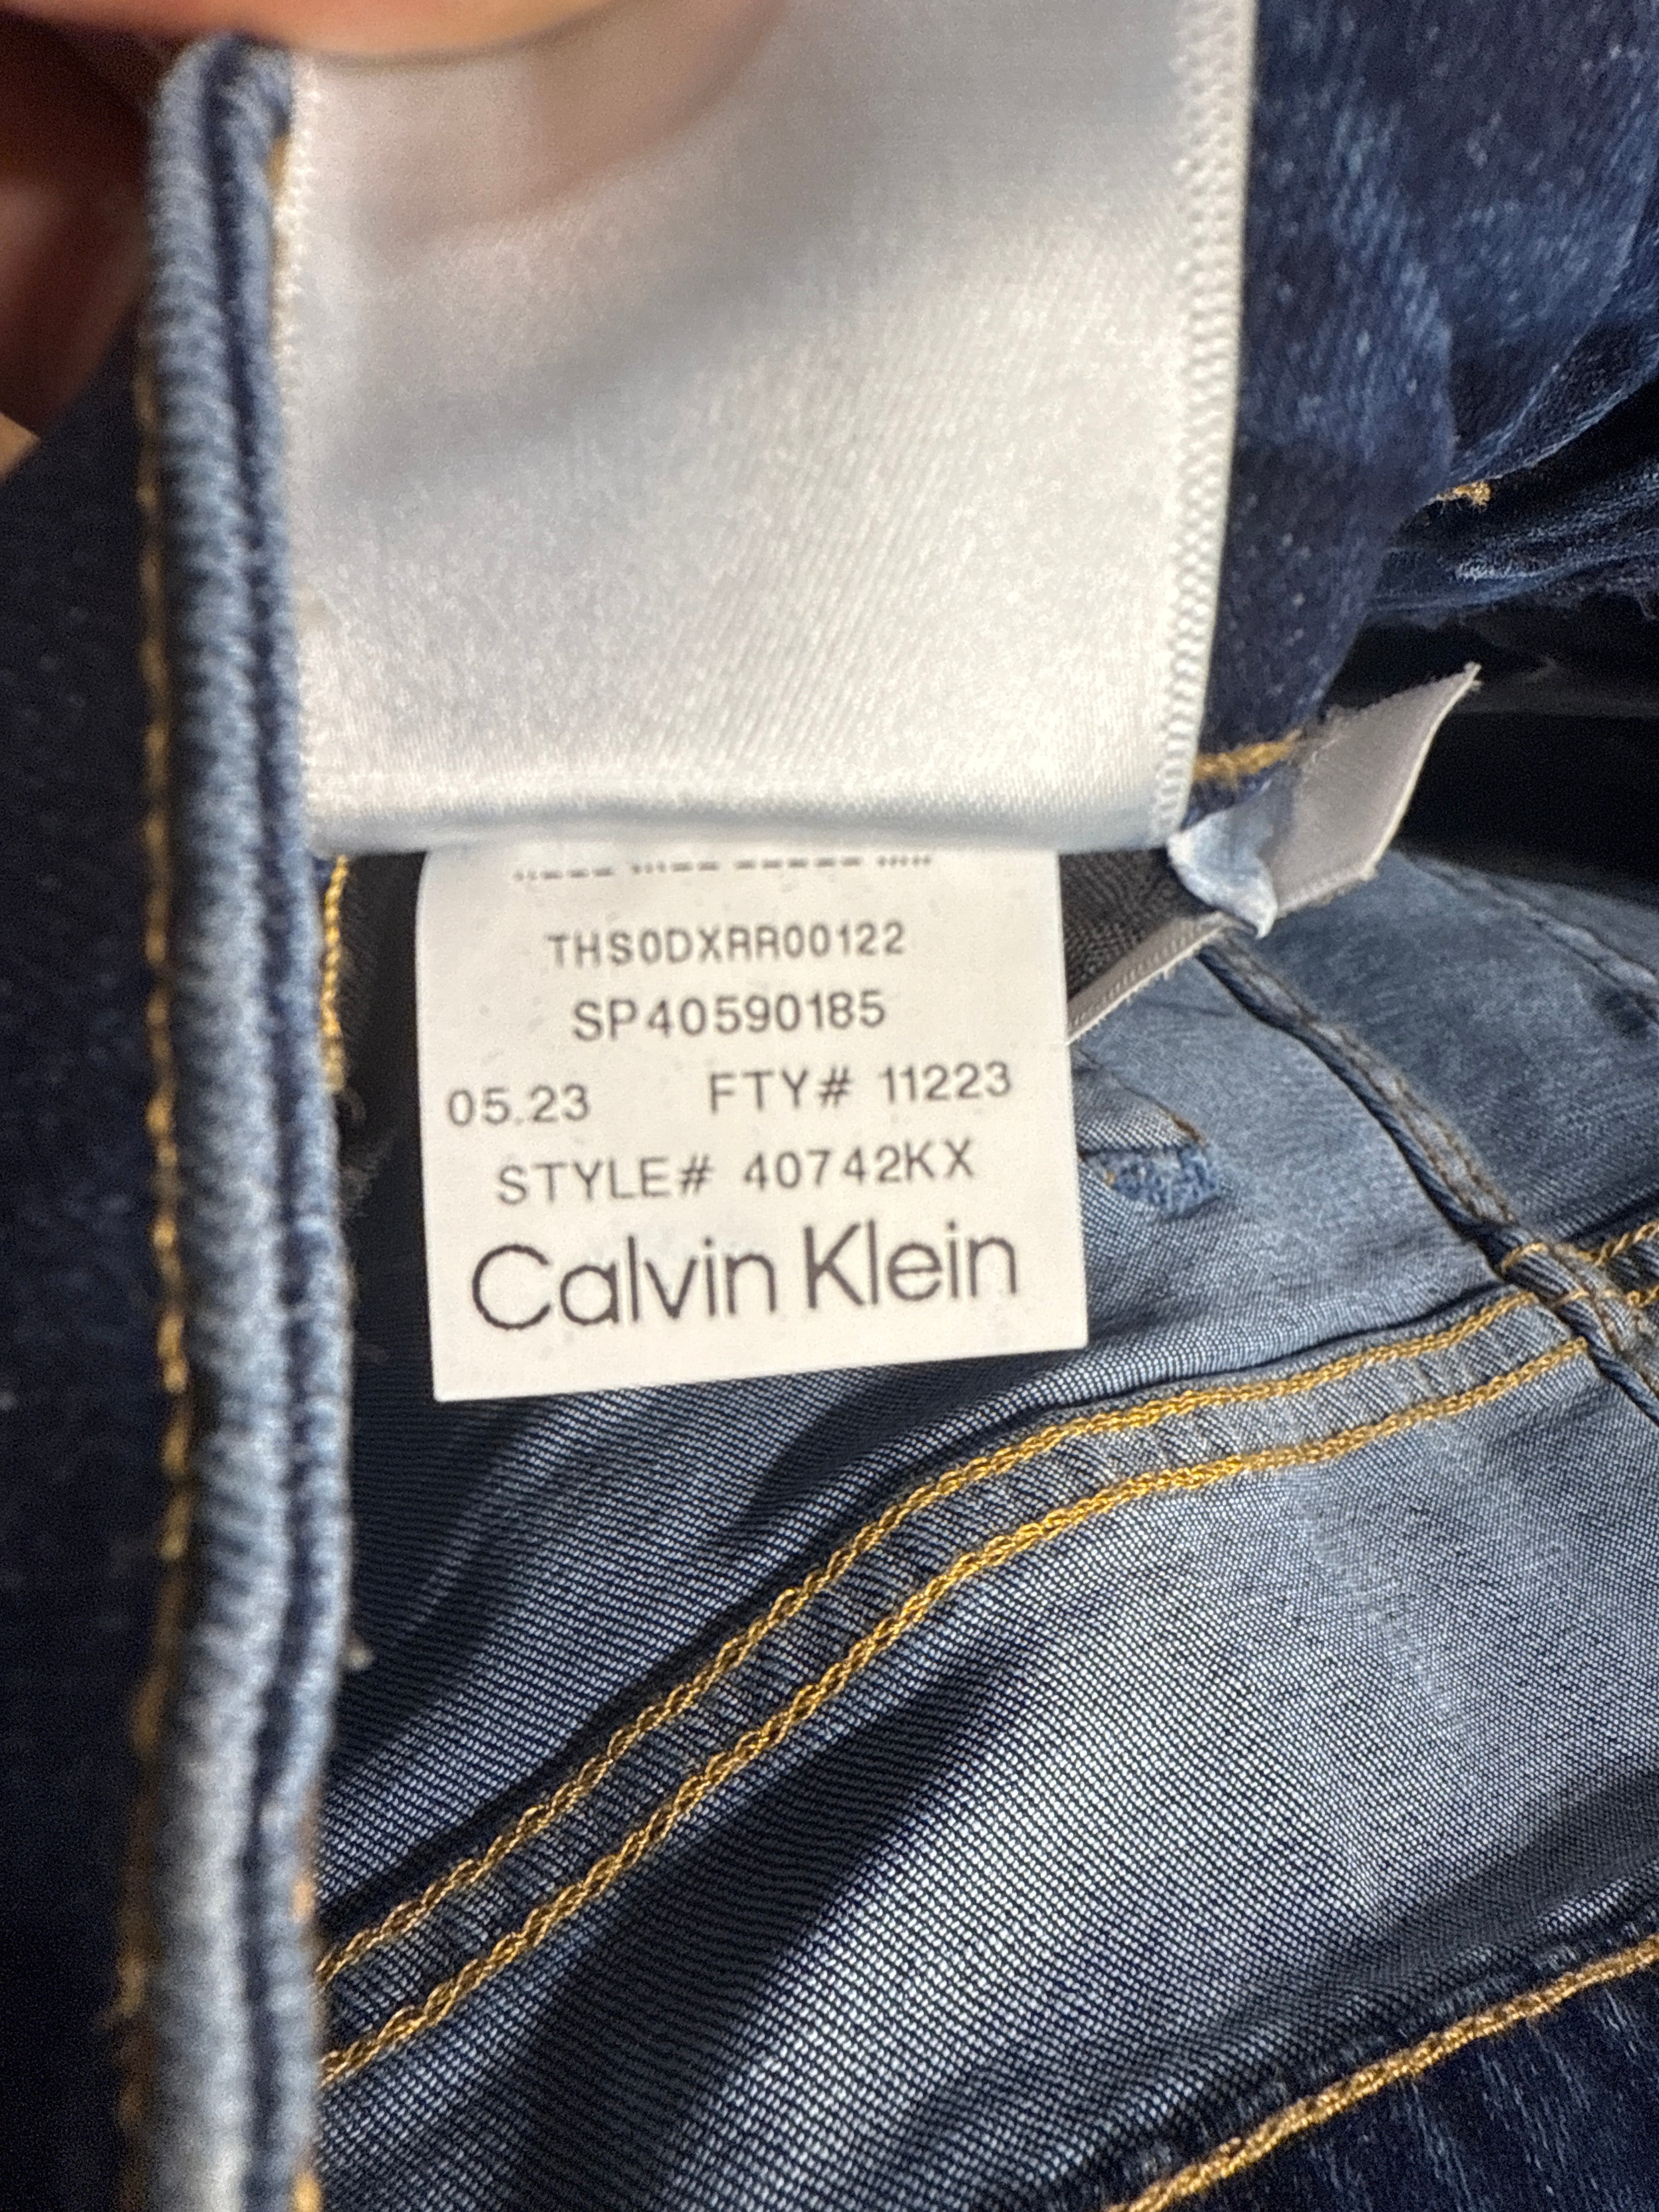 THS0DXRR00122
SP40590185
05.23 FTY# 11223
STYLE# 40742KX
Calvin Klein